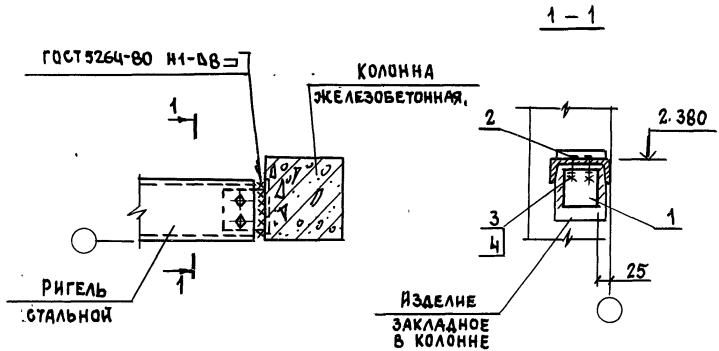 1 – 1
ГОСТ 5264-80 Н1-Δ8
КОЛОННА
ЖЕЛЕЗОБЕТОННАЯ.
1
2
2.380
3
4
1
1
РИГЕЛЬ
СТАЛЬНОЙ
25
ИЗДЕЛИЕ
ЗАКЛАДНОЕ
В КОЛОННЕ